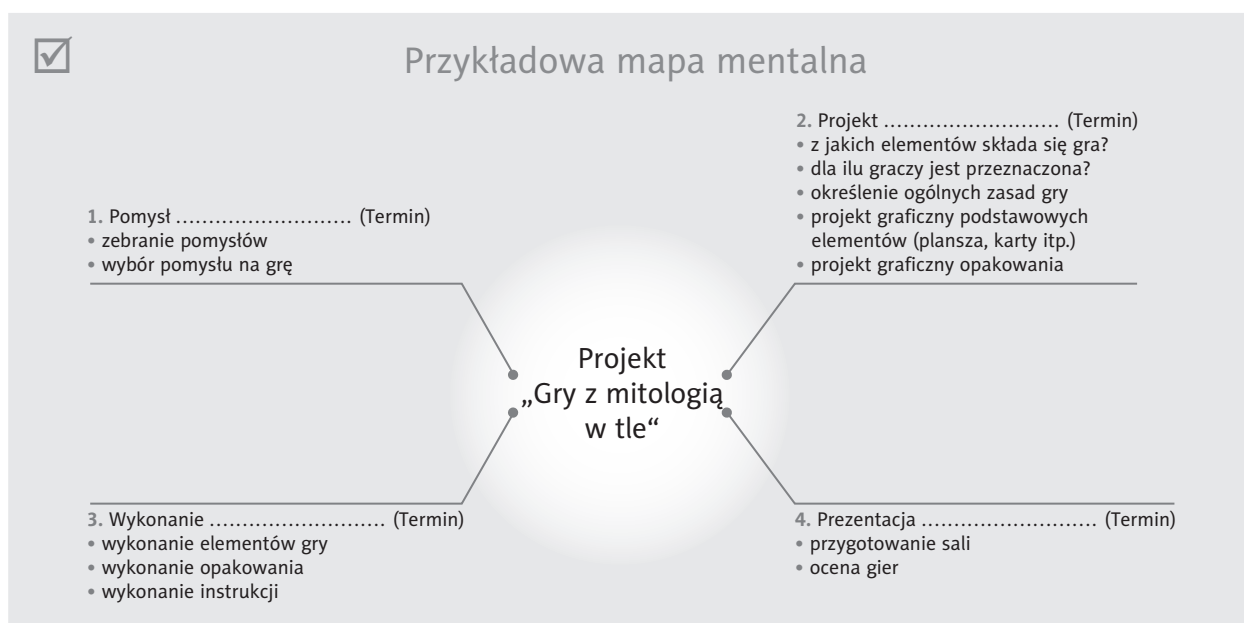 Przykładowa mapa mentalna
1. Pomysł ........................... (Termin)
• zebranie pomysłów
• wybór pomysłu na grę
2. Projekt ........................... (Termin)
• z jakich elementów składa się gra?
• dla ilu graczy jest przeznaczona?
• określenie ogólnych zasad gry
• projekt graficzny podstawowych
elementów (plansza, karty itp.)
• projekt graficzny opakowania
Projekt
„Gry z mitologią
w tle“
3. Wykonanie ........................... (Termin)
• wykonanie elementów gry
• wykonanie opakowania
• wykonanie instrukcji
4. Prezentacja ........................... (Termin)
• przygotowanie sali
• ocena gier